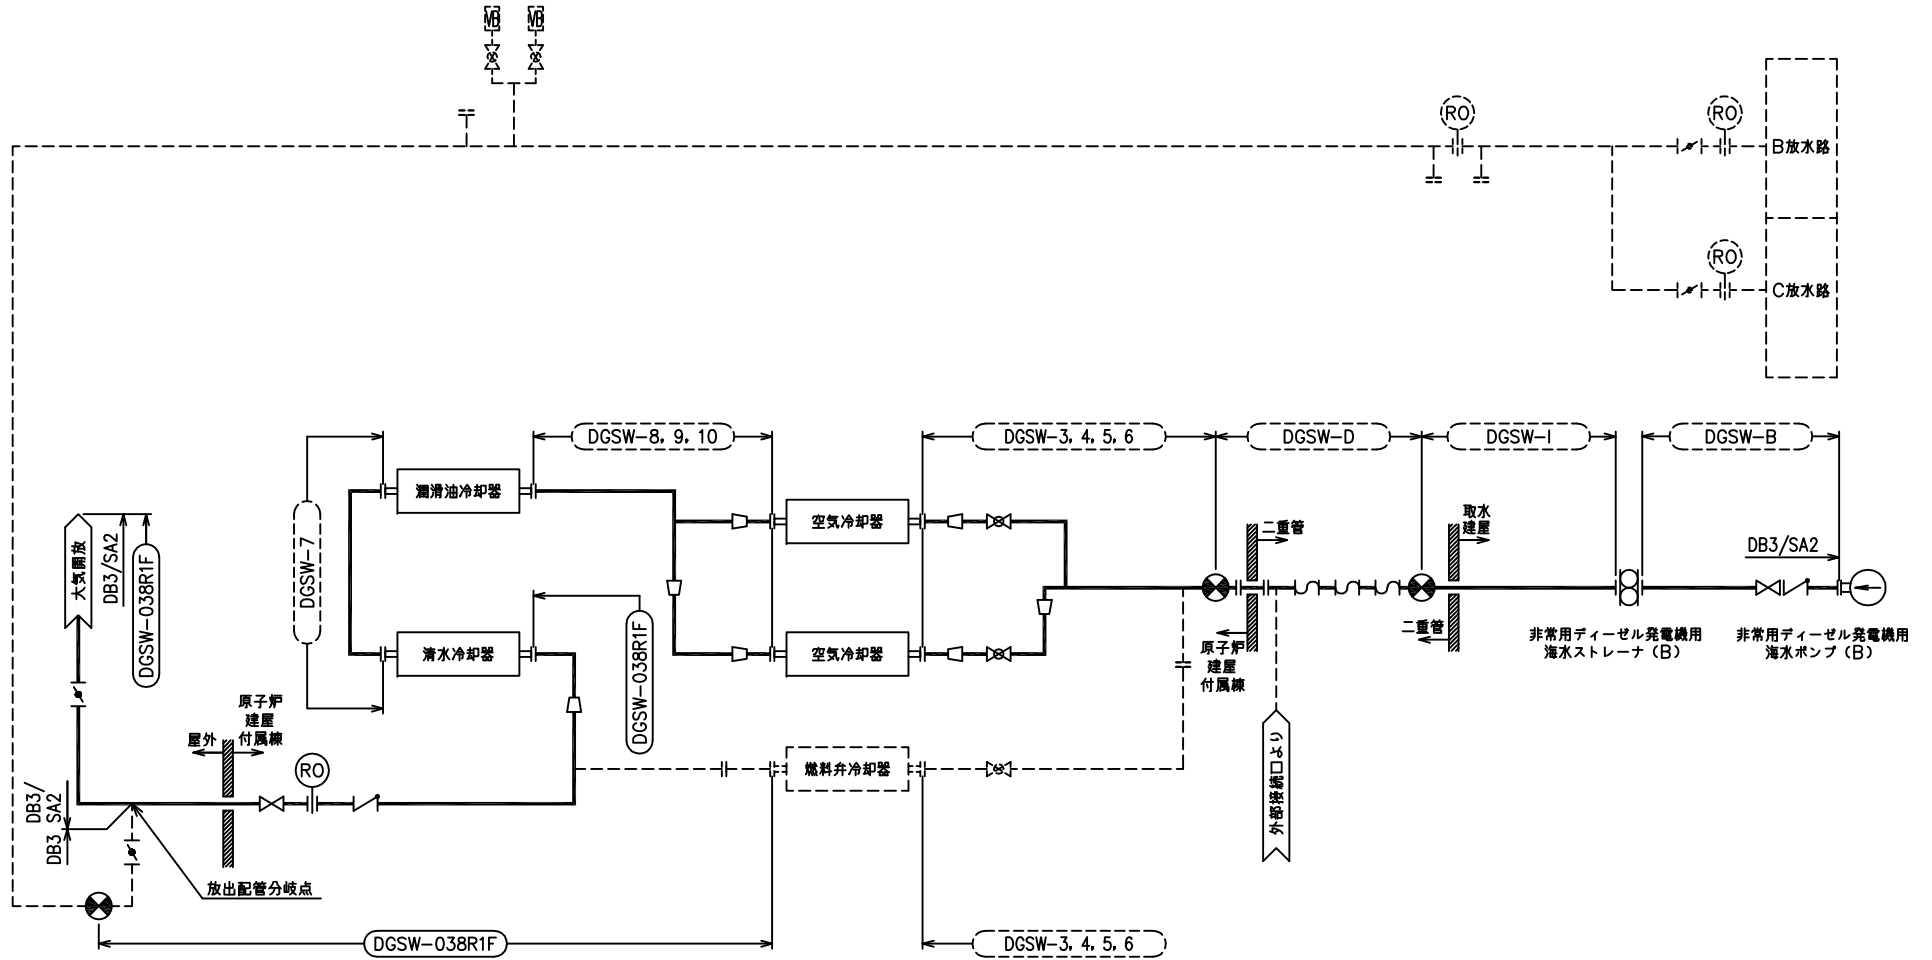 VB
VB
RO
RO
B放水路
RO
C放水路
DGSW-8, 9, 10
DGSW-3, 4, 5, 6
DGSW-D
DGSW-I
DGSW-B
潤滑油冷却器
空気冷却器
二重管
取水
建屋
DB3/SA2
大気開放
DB3/SA2
DGSW-038R1F
DGSW-7
清水冷却器
DGSW-038R1F
空気冷却器
原子炉
建屋
付属棟
二重管
非常用ディーゼル発電機用
海水ストレーナ(B)
非常用ディーゼル発電機用
海水ポンプ(B)
屋外
原子炉
建屋
付属棟
RO
燃料弁冷却器
外部接続口より
DB3/
SA2
DB3
放出配管分岐点
DGSW-038R1F
DGSW-3, 4, 5, 6